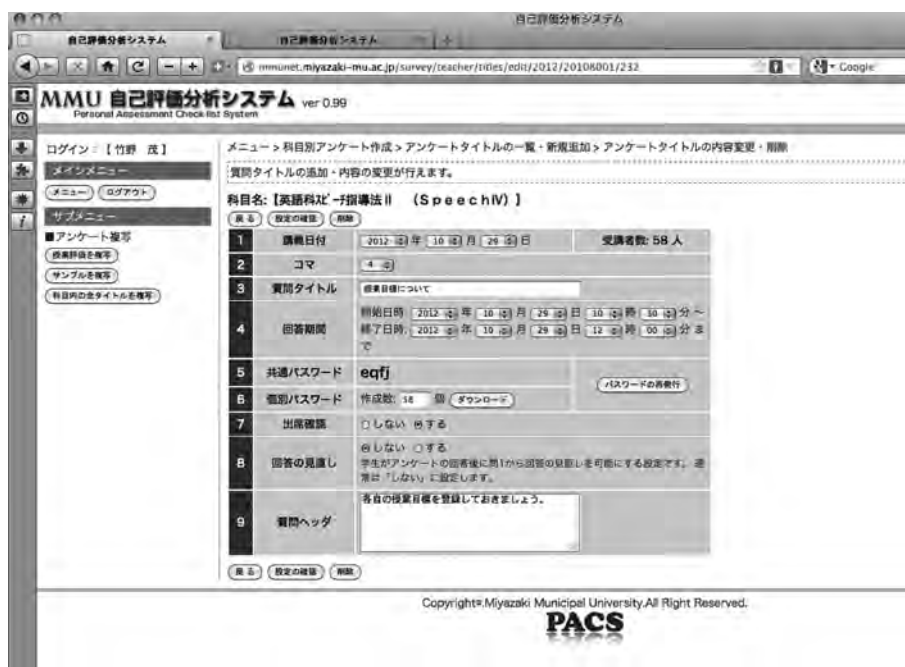 自己評価分析システム
自己評価分析システム
自己評価分析システム
mmunet.miyazaki-mu.ac.jp/survey/teacher/titles/edit/2012/20108001/232
Google
MMU 自己評価分析システム ver 0.99
Personal Assessment Check-list System
ログイン:【竹野 茂】
メインメニュー
メニュー ログアウト
サブメニュー
■アンケート複写
授業評価を複写
サンプルを複写
科目内の全タイトルを複写
メニュー > 科目別アンケート作成 > アンケートタイトルの一覧・新規追加 > アンケートタイトルの内容変更・削除
質問タイトルの追加・内容の変更が行えます。
科目名:【英語科スピーチ指導法Ⅱ (SpeechⅣ)】
戻る 設定の確認 削除
1 講義日付 2012 年 10 月 29 日 受講者数: 58 人
2 コマ 4
3 質問タイトル 授業目標について
4 回答期間 開始日時: 2012 年 10 月 29 日 10 時 30 分 ~
終了日時: 2012 年 10 月 29 日 12 時 00 分 ま
で
5 共通パスワード eqfj
パスワードの再発行
6 個別パスワード 作成数: 58 個 ダウンロード
7 出席確認 しない する
8 回答の見直し しない する
学生がアンケートの回答後に問1から回答の見直しを可能にする設定です。 通
常は「しない」に設定します。
9 質問ヘッダ 各自の授業目標を登録しておきましょう。
戻る 設定の確認 削除
Copyright©.Miyazaki Municipal University.All Right Reserved.
PACS